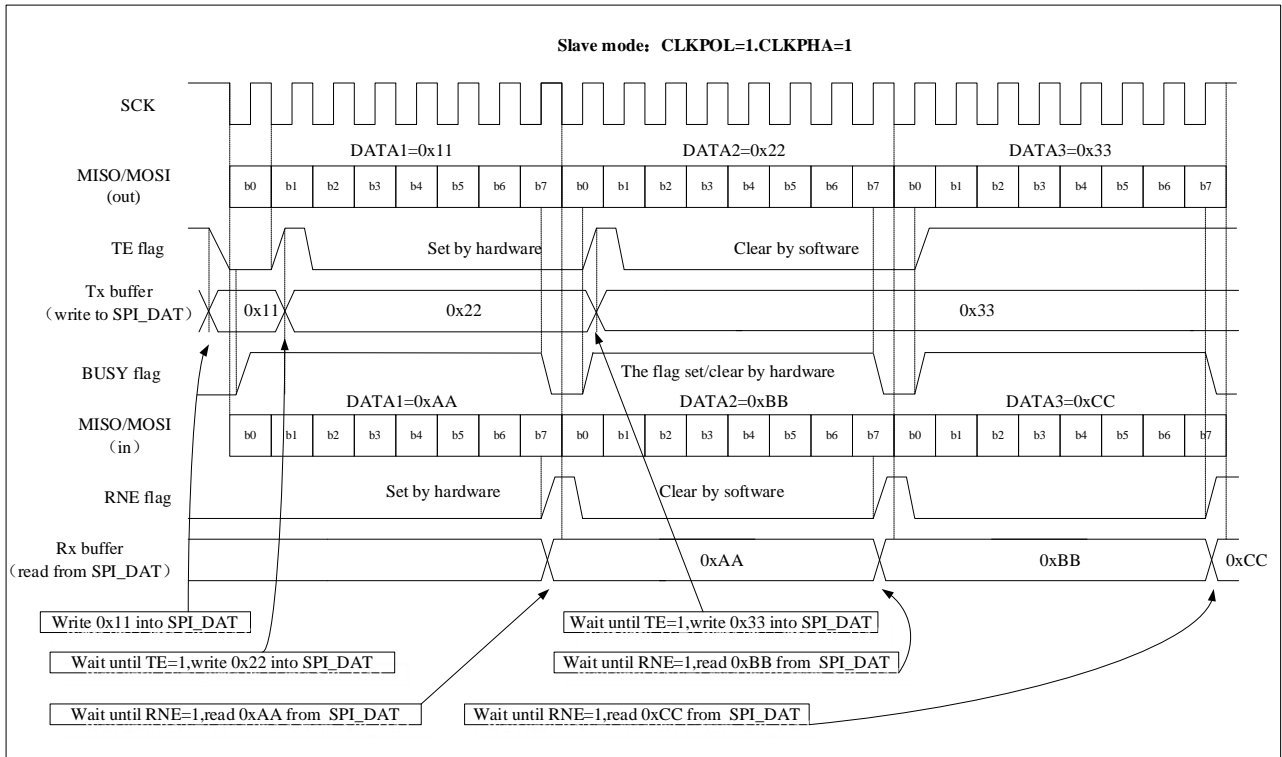 Slave mode：CLKPOL=1.CLKPHA=1
SCK
DATA1=0x11 DATA2=0x22 DATA3=0x33
MISO/MOSI
(out)
b0 b1 b2 b3 b4 b5 b6 b7 b0 b1 b2 b3 b4 b5 b6 b7 b0 b1 b2 b3 b4 b5 b6 b7
TE flag
Set by hardware Clear by software
Tx buffer
（write to SPI_DAT）
0x11 0x22 0x33
BUSY flag
The flag set/clear by hardware
DATA1=0xAA DATA2=0xBB DATA3=0xCC
MISO/MOSI
（in）
b0 b1 b2 b3 b4 b5 b6 b7 b0 b1 b2 b3 b4 b5 b6 b7 b0 b1 b2 b3 b4 b5 b6 b7
RNE flag
Set by hardware Clear by software
Rx buffer
（read from SPI_DAT）
0xAA 0xBB 0xCC
Write 0x11 into SPI_DAT
Wait until TE=1,write 0x33 into SPI_DAT
Wait until TE=1,write 0x22 into SPI_DAT
Wait until RNE=1,read 0xBB from SPI_DAT
Wait until RNE=1,read 0xAA from SPI_DAT
Wait until RNE=1,read 0xCC from SPI_DAT